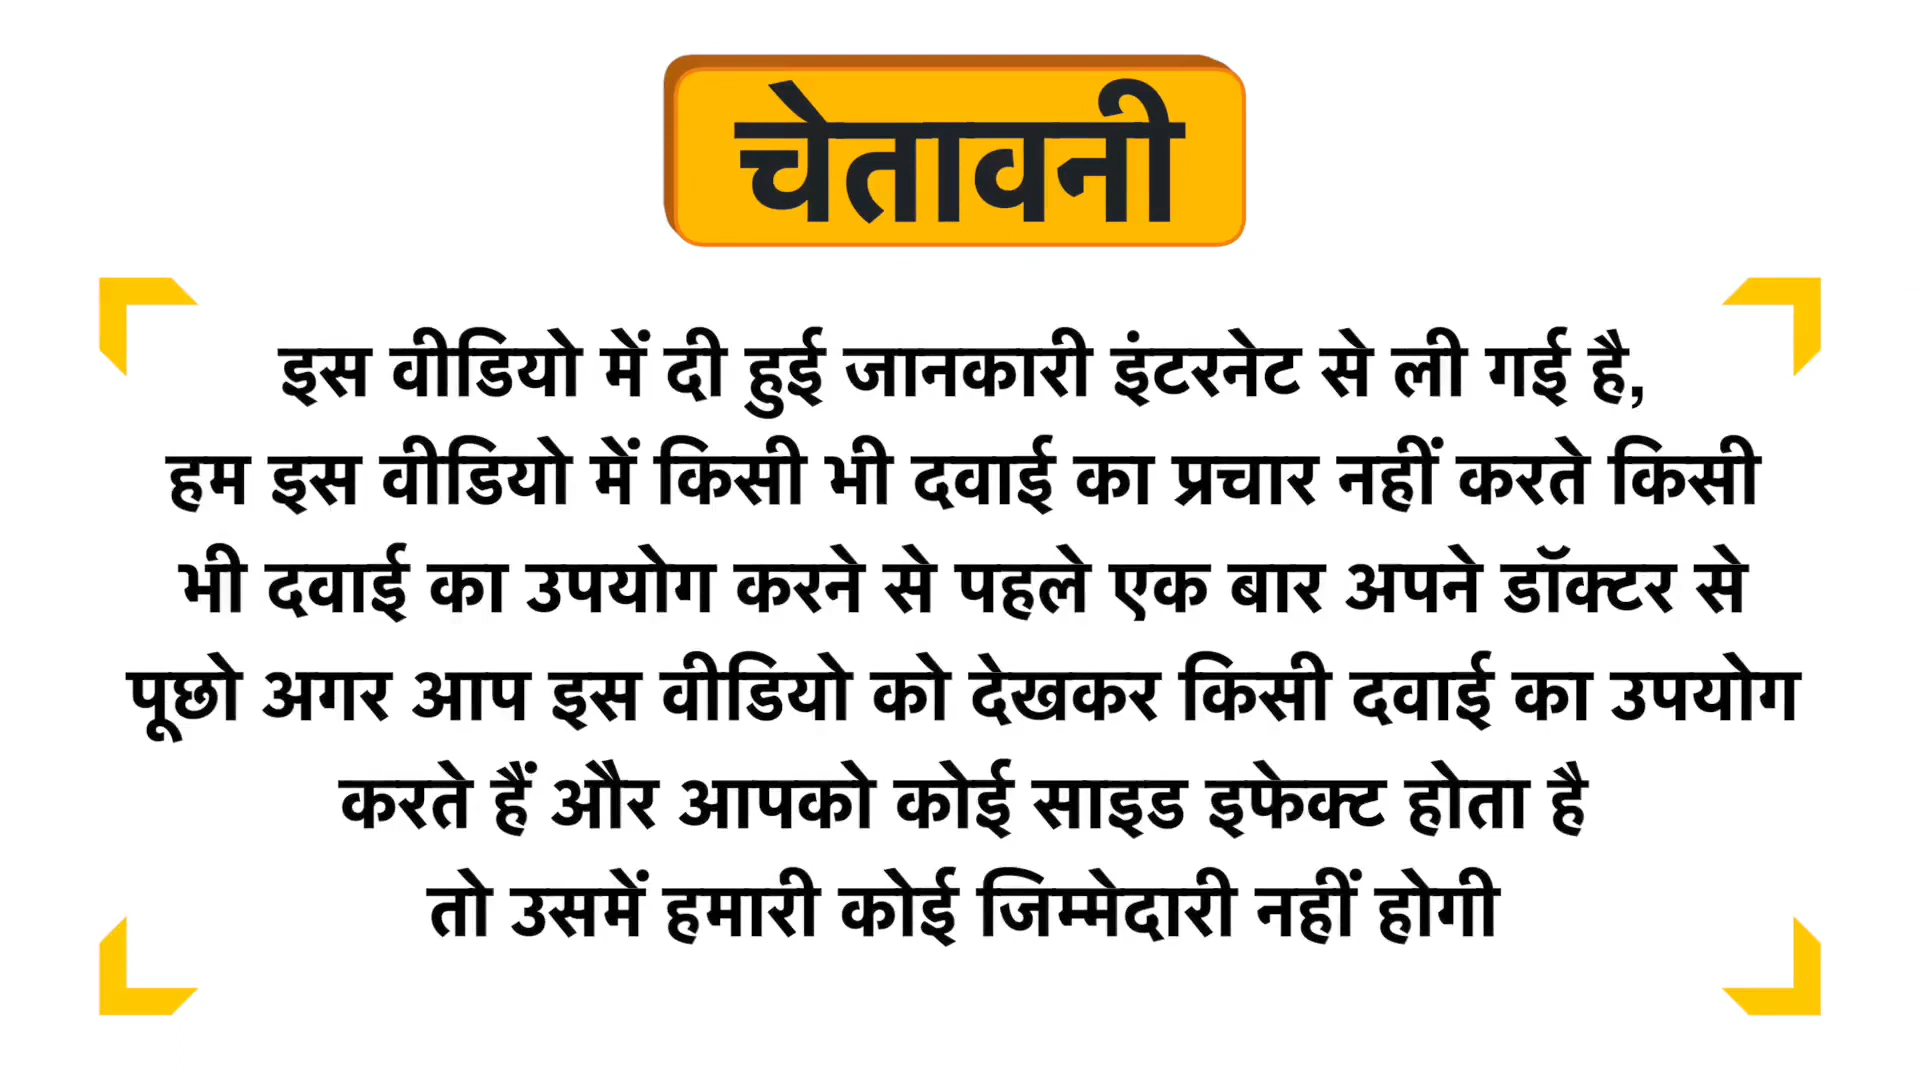 चेतावनी
इस वीडियो में दी हुई जानकारी इंटरनेट से ली गई है,
हम इस वीडियो में किसी भी दवाई का प्रचार नहीं करते किसी
भी दवाई का उपयोग करने से पहले एक बार अपने डॉक्टर से
पूछो अगर आप इस वीडियो को देखकर किसी दवाई का उपयोग
करते हैं और आपको कोई साइड इफेक्ट होता है
तो उसमें हमारी कोई जिम्मेदारी नहीं होगी